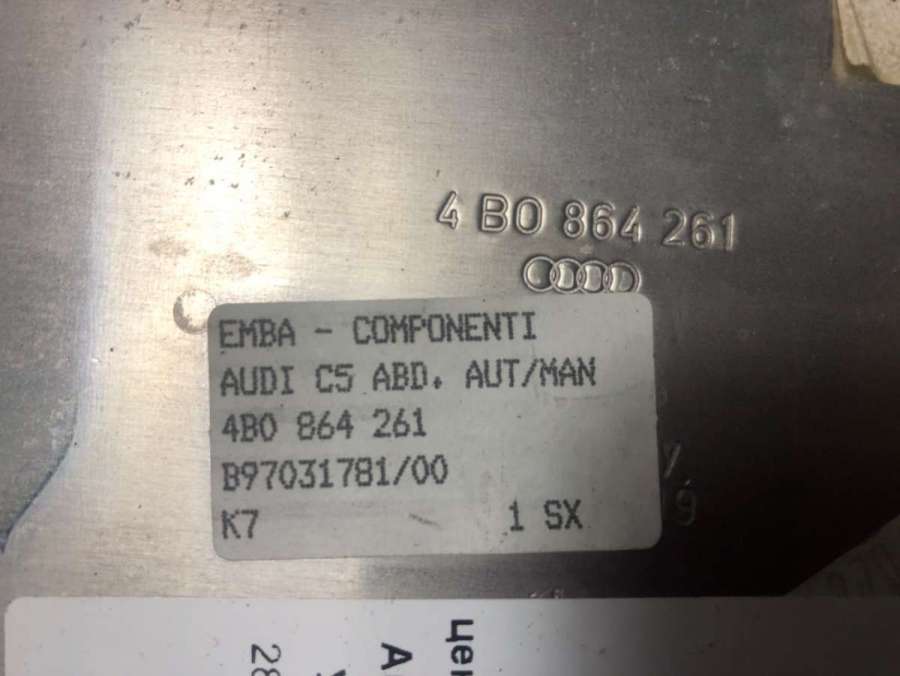 4 B0 864 261
EMBA - COMPONENTI
AUDI C5 ABD. AUT/MAN
4B0 864 261
B97031781/00
K7 1 SX
28